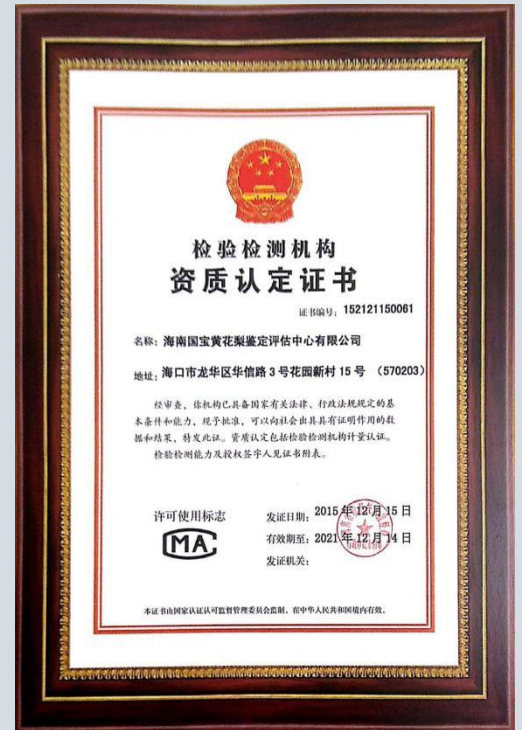 检验检测机构
资质认定证书
证书编号：152121150061
名称：海南国宝黄花梨鉴定评估中心有限公司
地址：海口市龙华区华信路3号花园新村15号 （570203）
经审查，你机构已具备国家有关法律、行政法规规定的基
本条件和能力，现予批准，可以向社会出具具有证明作用的数
据和结果，特发此证。资质认定包括检验检测机构计量认证。
检验检测能力及授权签字人见证书附表。
许可使用标志
MA
发证日期：2015年12月15日
有效期至：2021年12月14日
发证机关：
本证书由国家认证认可监督管理委员会监制，在中华人民共和国境内有效。